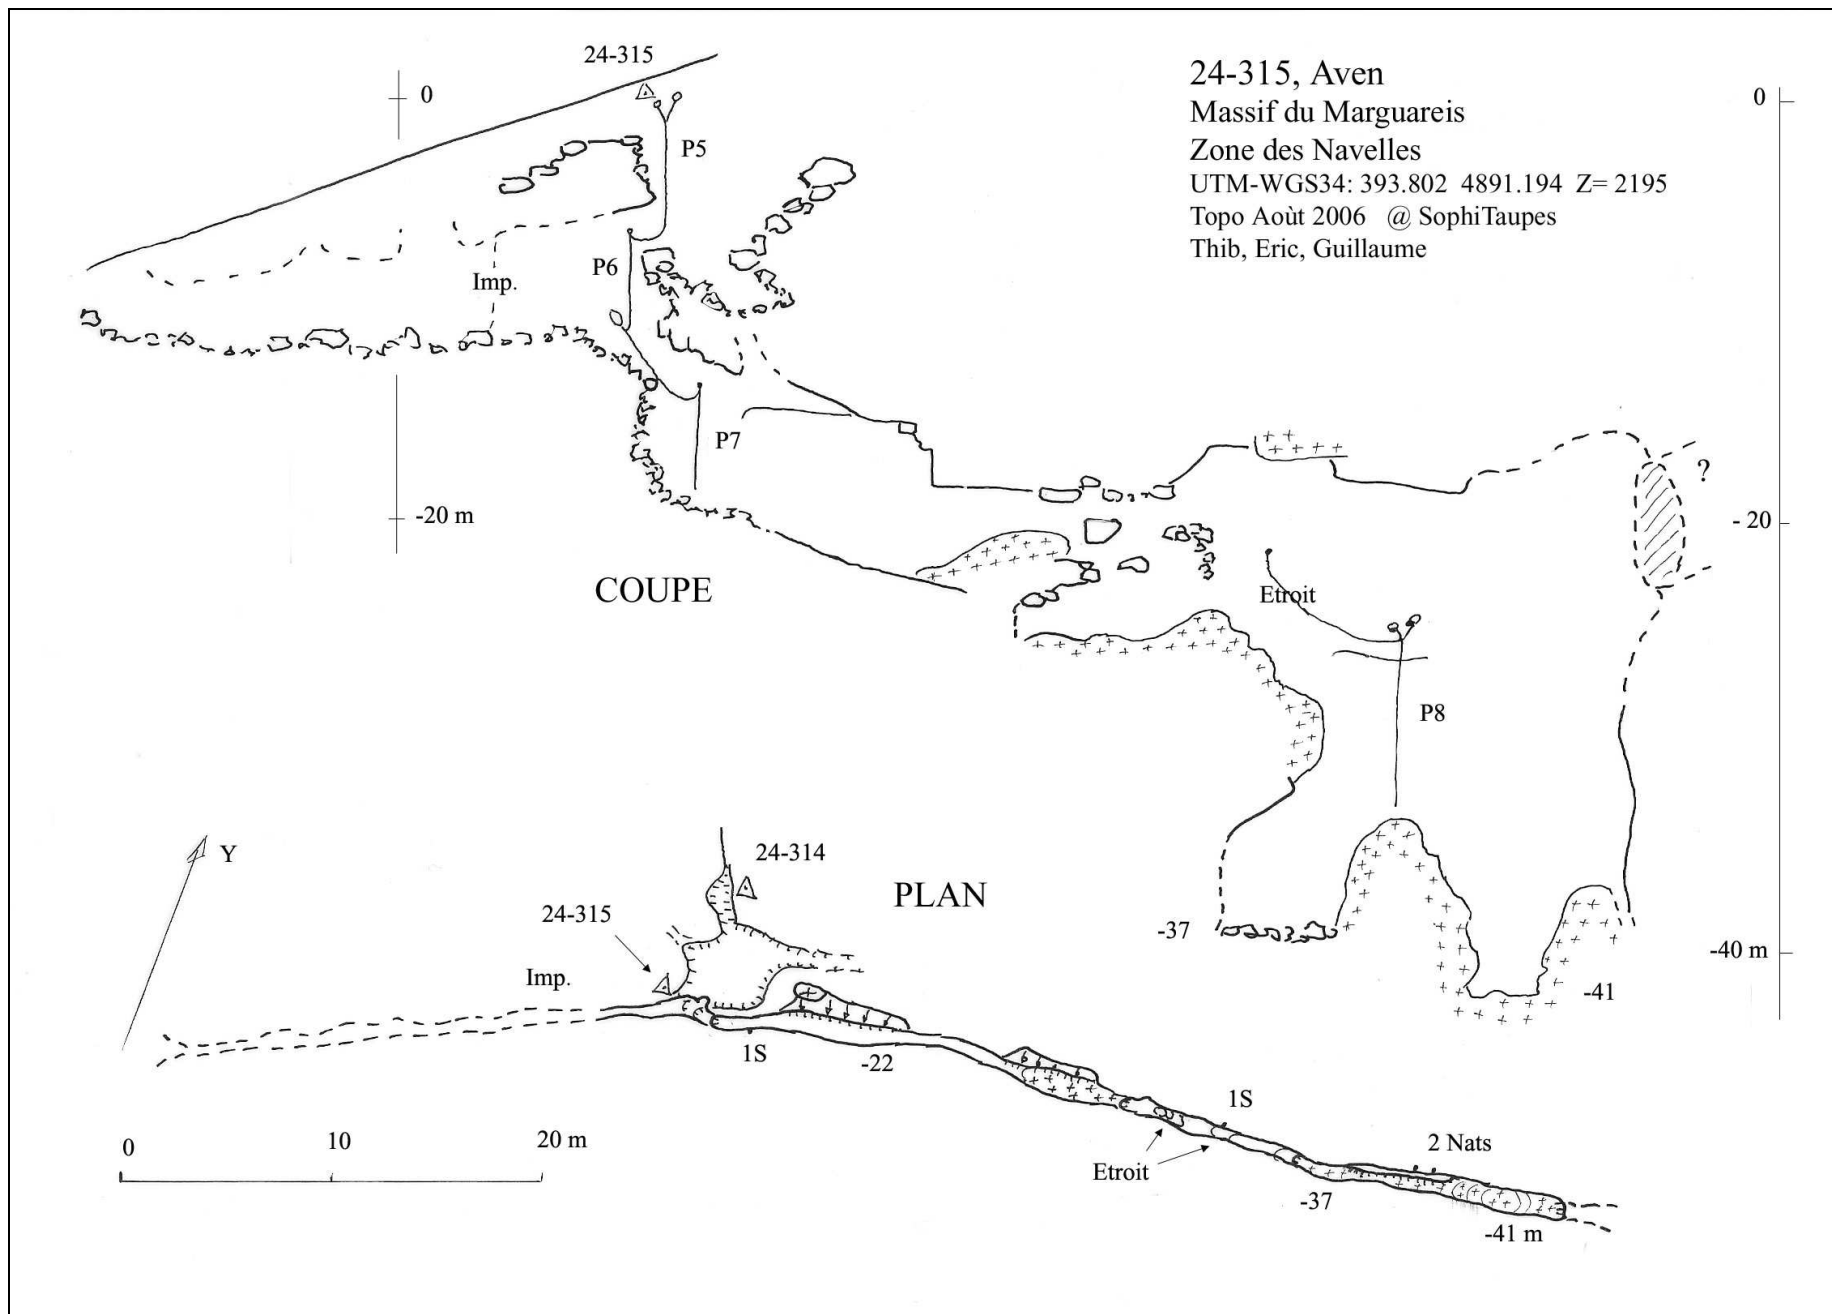 24-315
0
P5
24-315, Aven
Massif du Marguareis
Zone des Navelles
UTM-WGS34: 393.802 4891.194 Z= 2195
Topo Aoùt 2006 @ SophiTaupes
Thib, Eric, Guillaume
0
P6
Imp.
P7
?
-20 m
- 20
COUPE
Etroit
P8
Y
24-314
PLAN
24-315
-37
-40 m
Imp.
-41
1S
-22
1S
0
10
20 m
2 Nats
Etroit
-37
-41 m